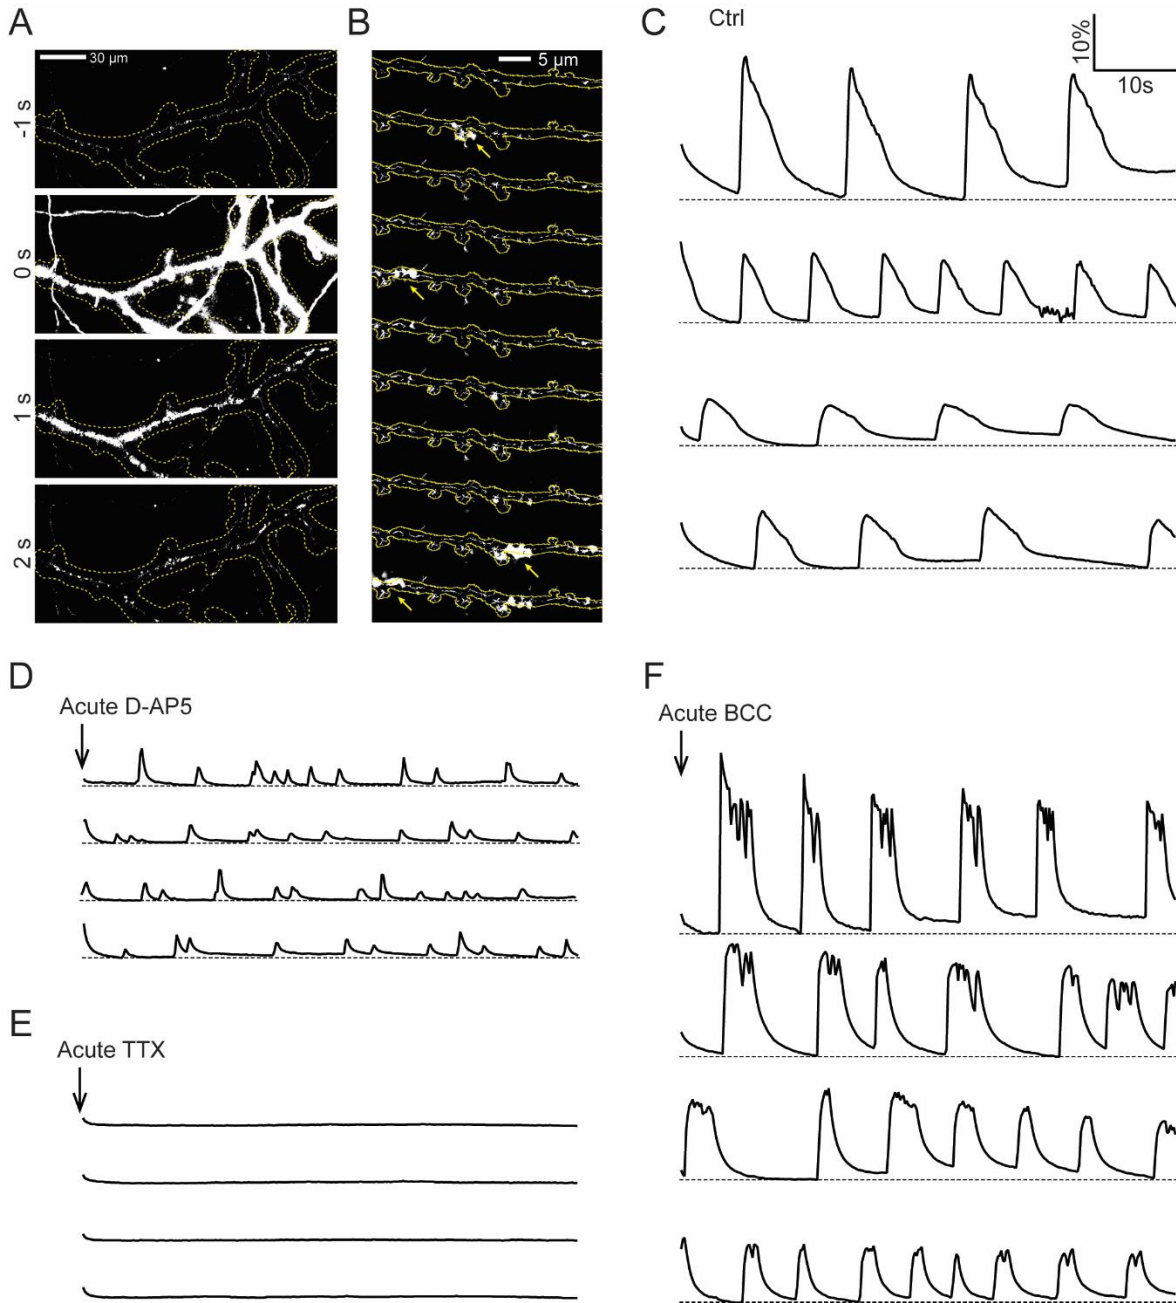 A
30 µm
-1 s
0 s
1 s
2 s
B
5 µm
C
Ctrl
10%
10s
D
Acute D-AP5
E
Acute TTX
F
Acute BCC